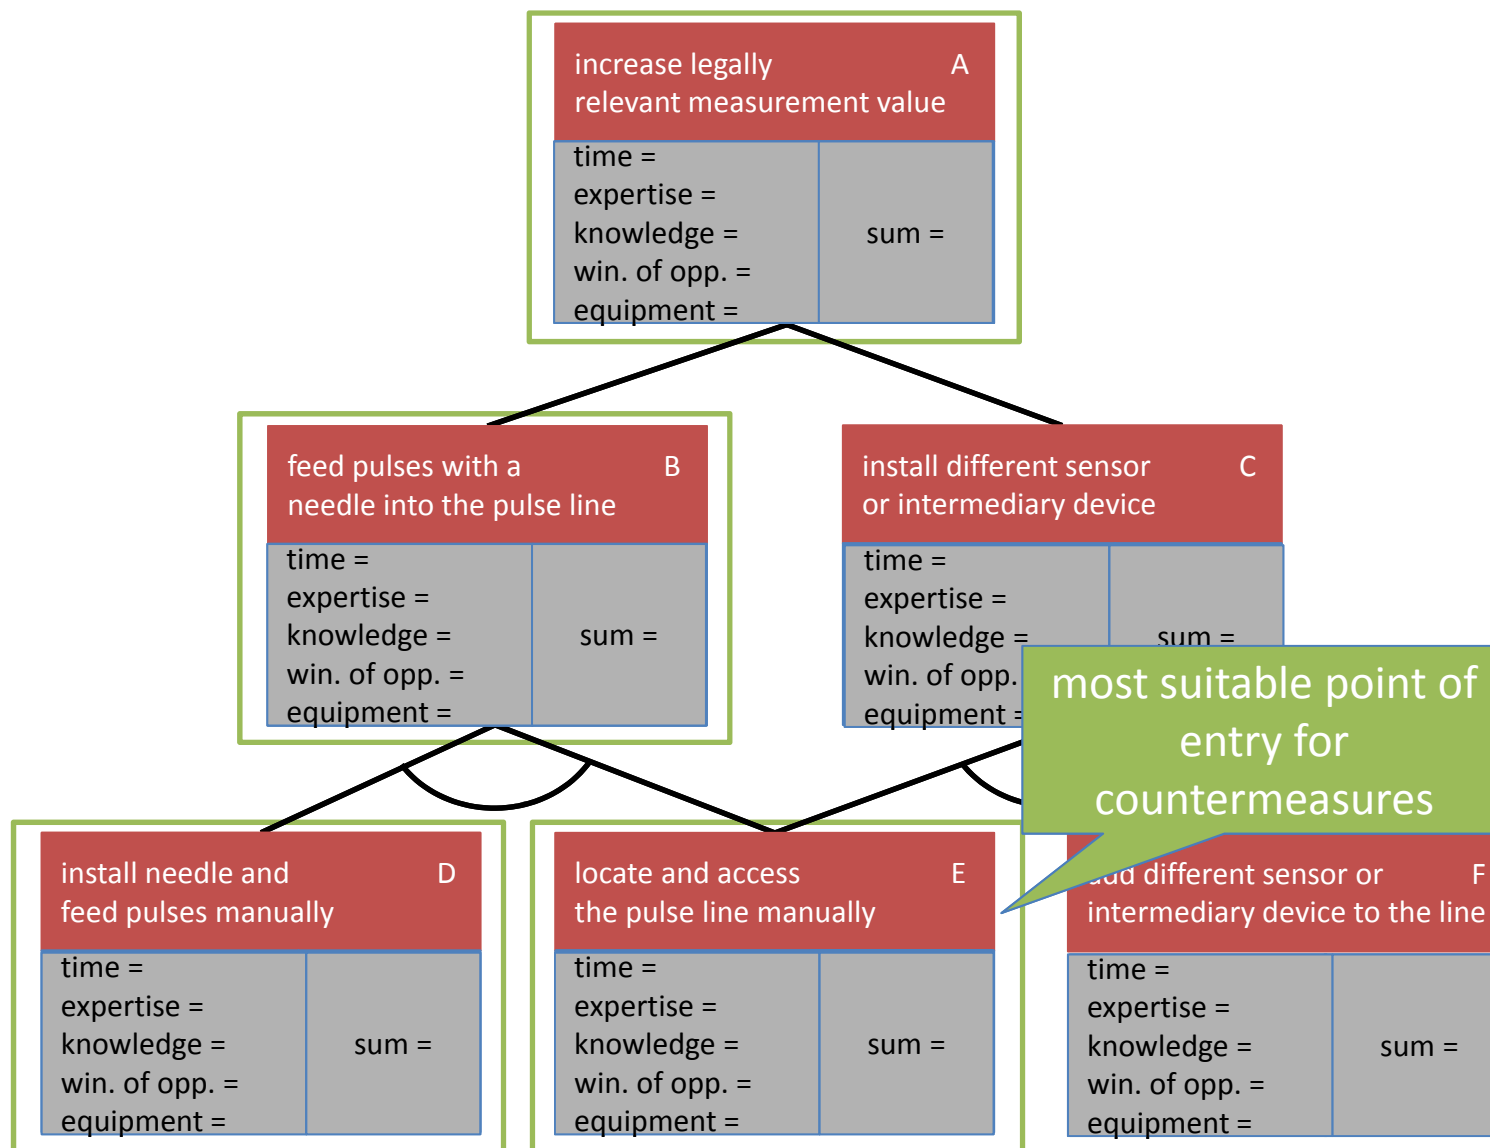 increase legally A
relevant measurement value
time =
expertise =
knowledge =
win. of opp. =
equipment =
sum =
feed pulses with a B
needle into the pulse line
time =
expertise =
knowledge =
win. of opp. =
equipment =
sum =
install different sensor C
or intermediary device
time =
expertise =
knowledge =
win. of opp.
equipment =
sum =
most suitable point of
entry for
countermeasures
install needle and D
feed pulses manually
time =
expertise =
knowledge =
win. of opp. =
equipment =
sum =
locate and access E
the pulse line manually
time =
expertise =
knowledge =
win. of opp. =
equipment =
sum =
add different sensor or F
intermediary device to the line
time =
expertise =
knowledge =
win. of opp. =
equipment =
sum =